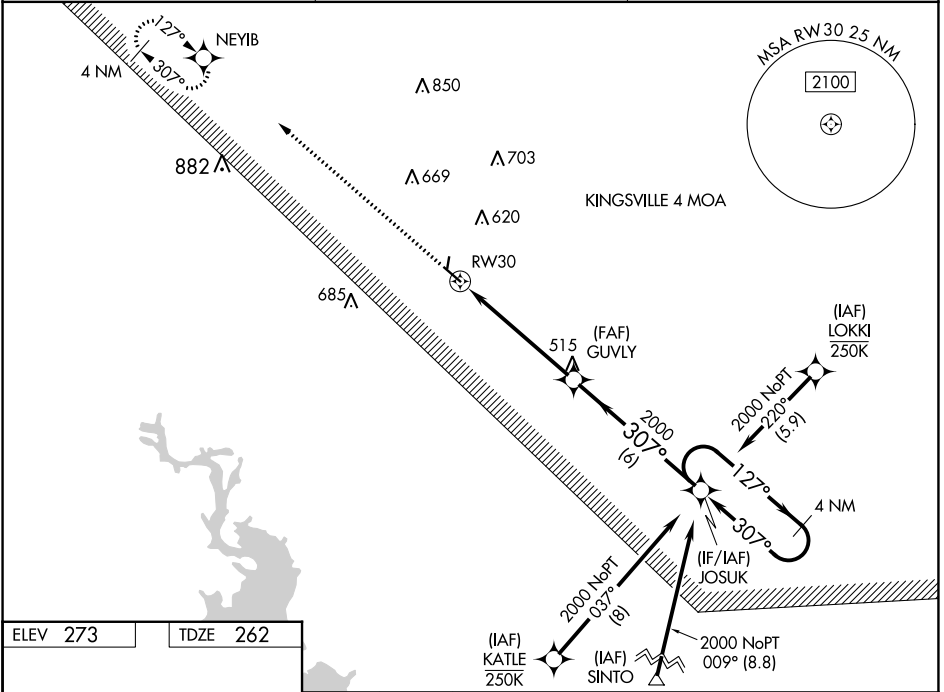 127°
NEYIB
4 NM
307°
850
MSA RW30 25 NM
2100
882
703
669
KINGSVILLE 4 MOA
620
RW30
685
(IAF)
LOKKI
250K
515
(FAF)
GUVLY
2000 NoPT
220°
(5.9)
2000
307°
(6)
127°
4 NM
307°
(IF/IAF)
JOSUK
2000 NoPT
037°
(8)
2000 NoPT
009° (8.8)
(IAF)
KATLE
250K
(IAF)
SINTO
ELEV 273
TDZE 262